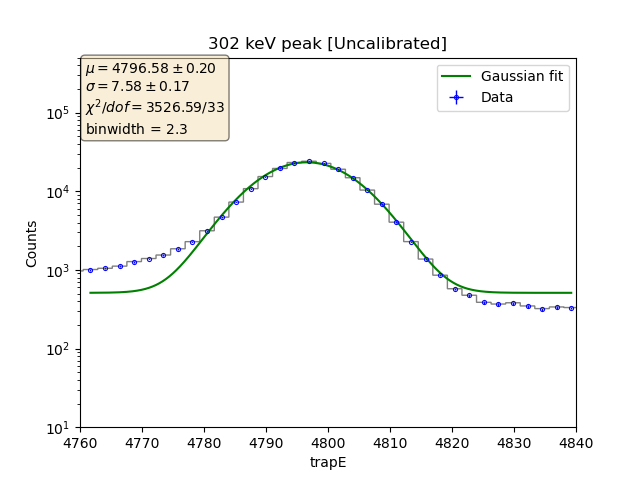 302 keV peak [Uncalibrated]
μ = 4796.58 ± 0.20
σ = 7.58 ± 0.17
χ²/dof = 3526.59/33
binwidth = 2.3
Gaussian fit
Data
10⁵
10⁴
10³
10²
10¹
Counts
4760 4770 4780 4790 4800 4810 4820 4830 4840
trapE